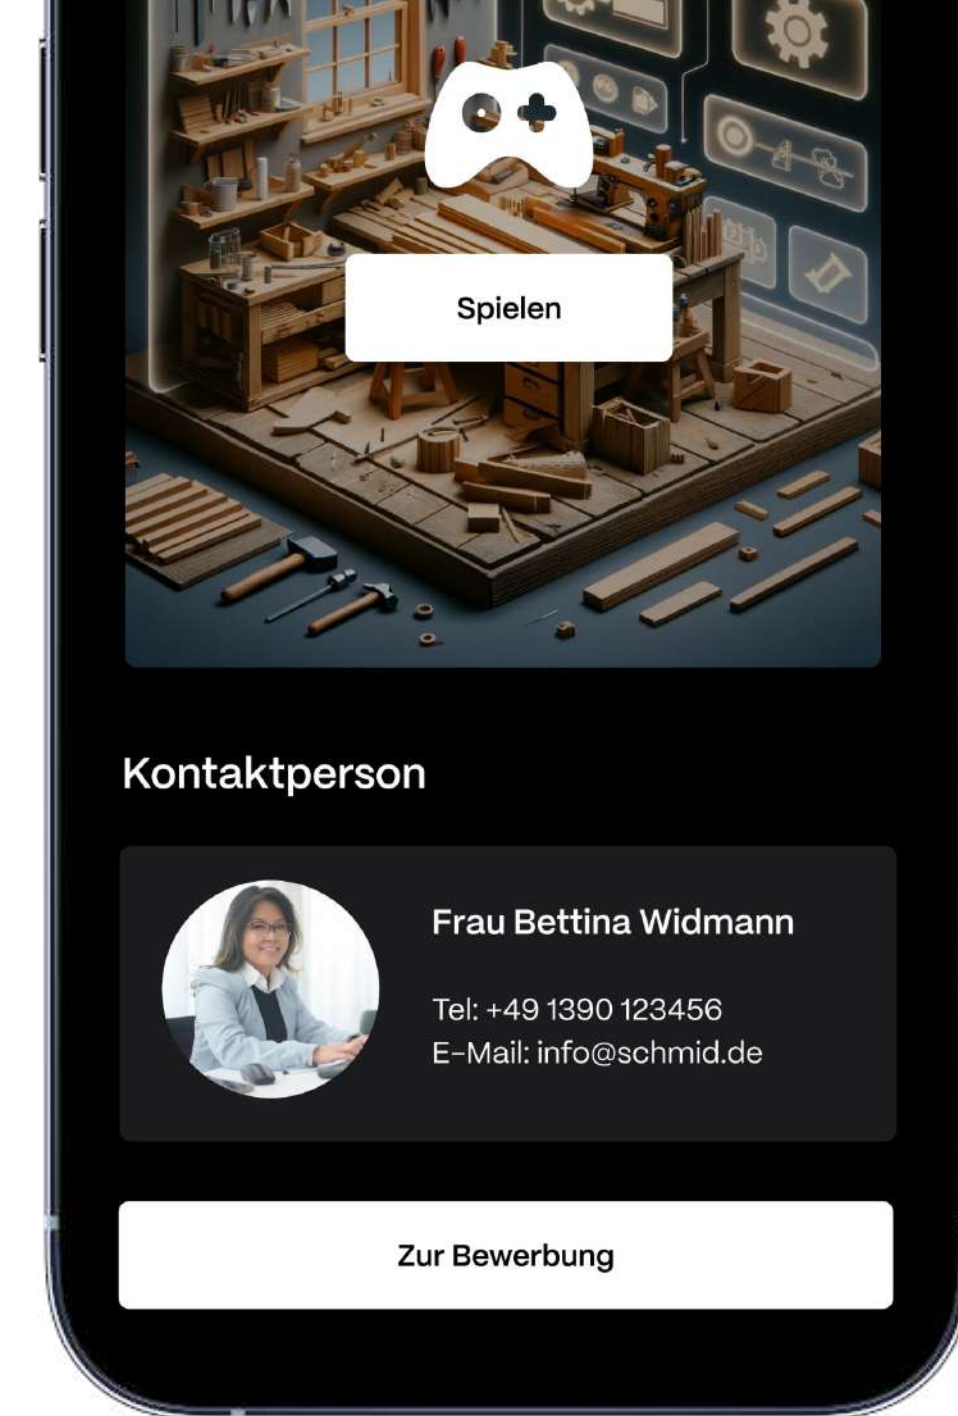 Spielen
Kontaktperson
Frau Bettina Widmann
Tel: +49 1390 123456
E-Mail: info@schmid.de
Zur Bewerbung